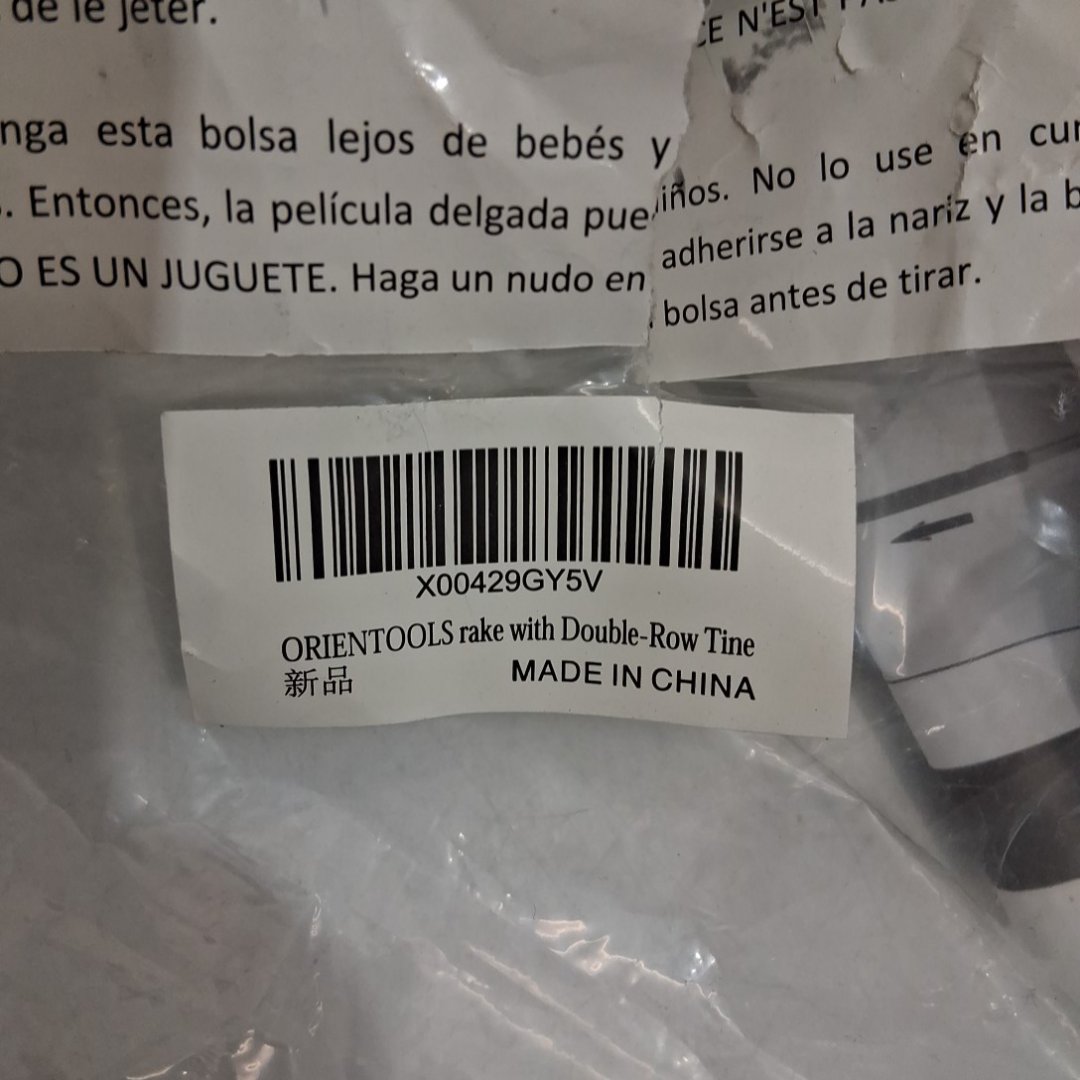 de le jeter.
CE N'EST
nga esta bolsa lejos de bebés y
iños. No lo use en
. Entonces, la película delgada pue
adherirse a la nariz y la b
O ES UN JUGUETE. Haga un nudo en
bolsa antes de tirar.
X00429GY5V
ORIENTOOLS rake with Double-Row Tine
新品
MADE IN CHINA